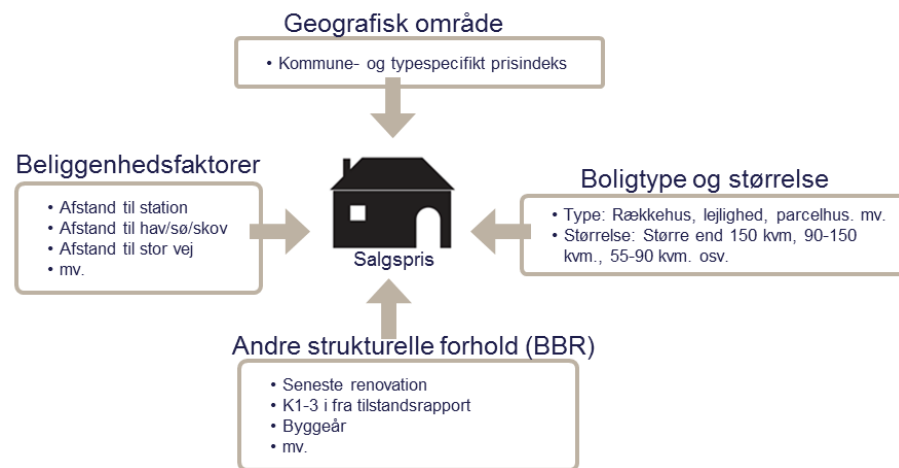 Geografisk område
• Kommune- og typespecifikt prisindeks
Beliggenhedsfaktorer
• Afstand til station
• Afstand til hav/sø/skov
• Afstand til stor vej
• mv.
Salgspris
Boligtype og størrelse
• Type: Rækkehus, lejlighed, parcelhus. mv.
• Størrelse: Større end 150 kvm, 90-150
kvm., 55-90 kvm. osv.
Andre strukturelle forhold (BBR)
• Seneste renovation
• K1-3 i fra tilstandsrapport
• Byggeår
• mv.